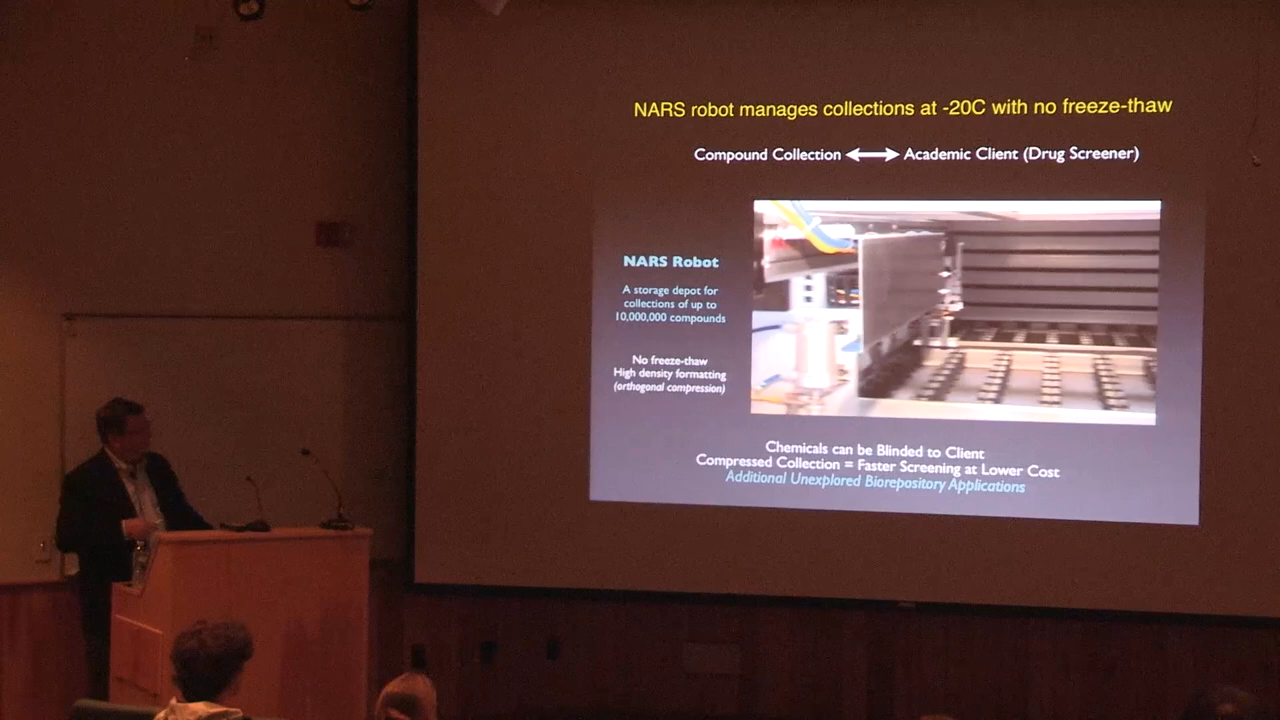 NARS robot manages collections at -20C with no freeze-thaw
Compound Collection Academic Client (Drug Screener)
NARS Robot
A storage depot for
collections of up to
10,000,000 compounds
No freeze-thaw
High density formatting
(orthogonal compression)
Chemicals can be Blinded to Client
Compressed Collection = Faster Screening at Lower Cost
Additional Unexplored Biorepository Applications